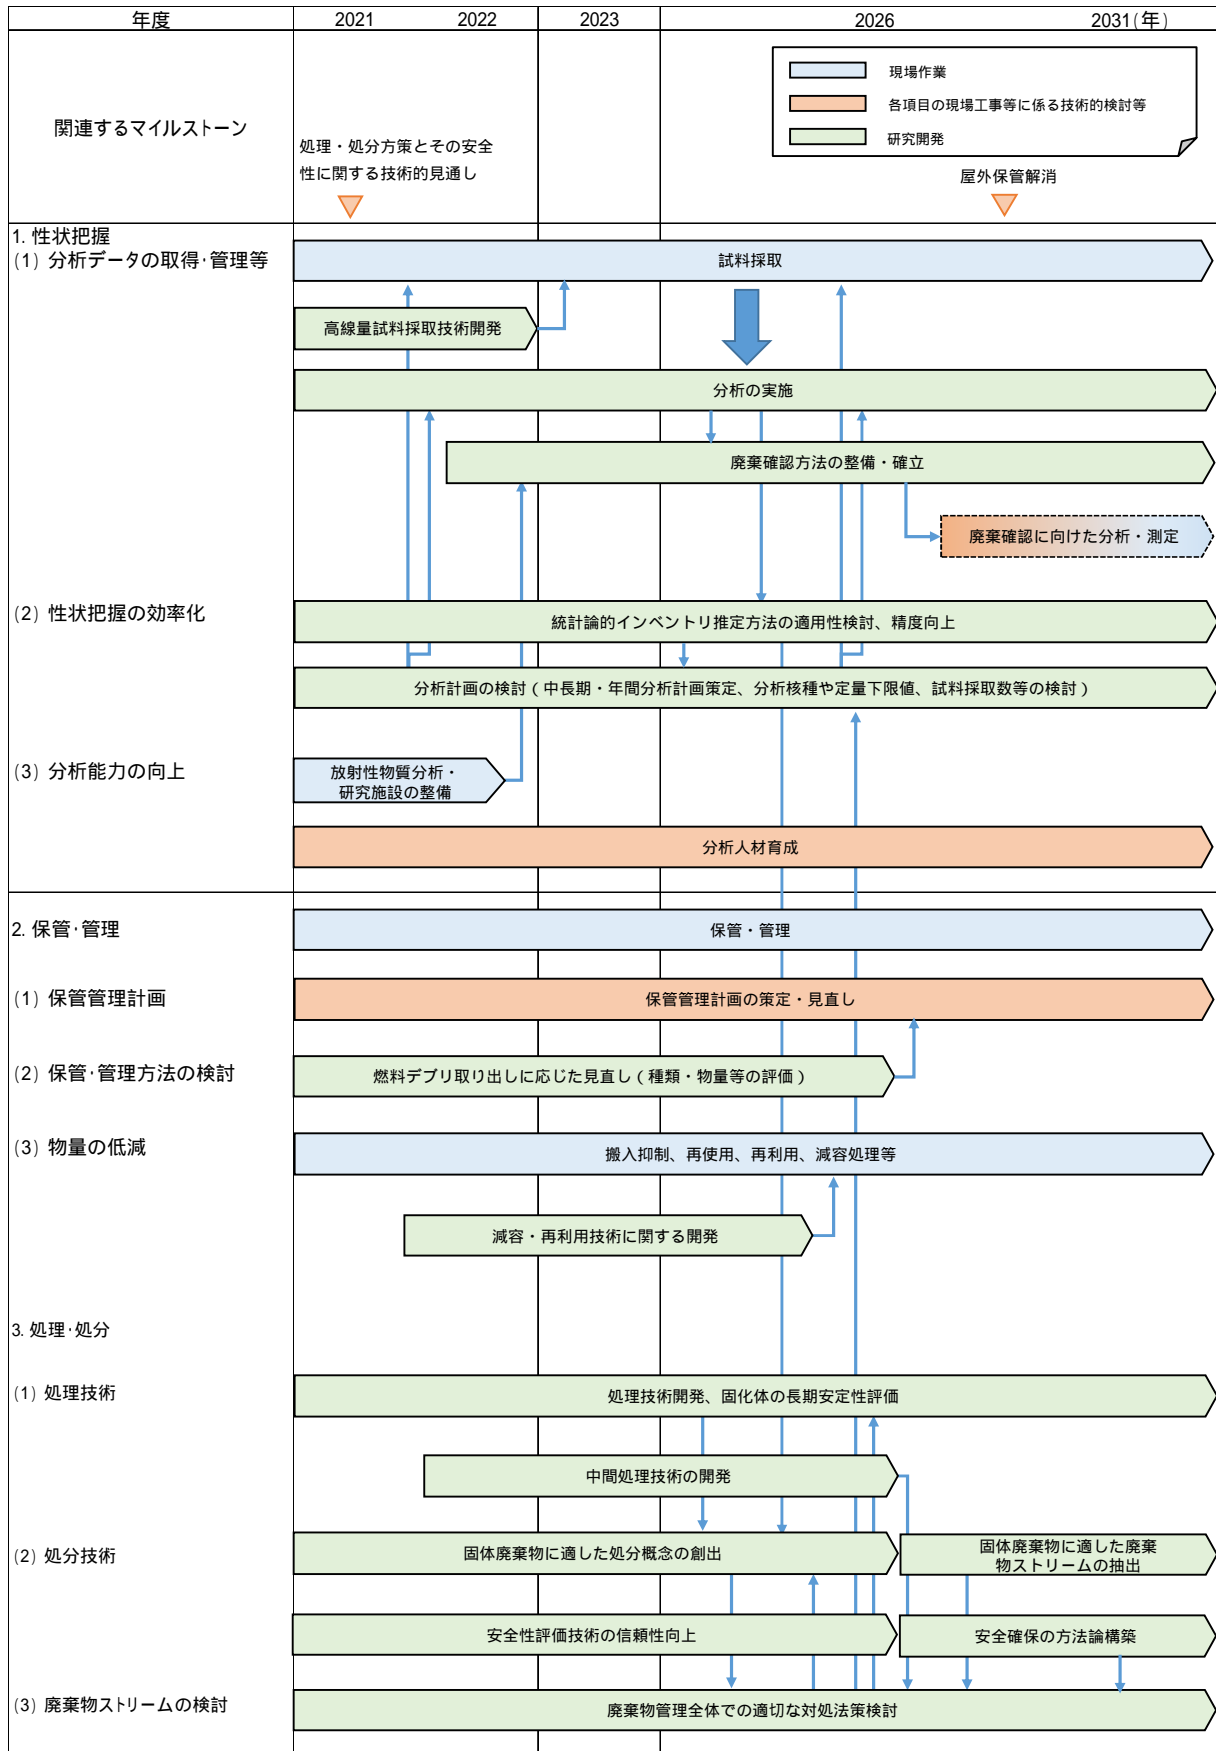 年度 2021 2022 2023 2026 2031(年)
現場作業
各項目の現場工事等に係る技術的検討等
研究開発
関連するマイルストーン
処理・処分方策とその安全
性に関する技術的見通し
屋外保管解消
1. 性状把握
(1) 分析データの取得・管理等
試料採取
高線量試料採取技術開発
分析の実施
廃棄確認方法の整備・確立
廃棄確認に向けた分析・測定
(2) 性状把握の効率化
統計論的インベントリ推定方法の適用性検討、精度向上
分析計画の検討(中長期・年間分析計画策定、分析核種や定量下限値、試料採取数等の検討)
(3) 分析能力の向上
放射性物質分析・
研究施設の整備
分析人材育成
2. 保管・管理
保管・管理
(1) 保管管理計画
保管管理計画の策定・見直し
(2) 保管・管理方法の検討
燃料デブリ取り出しに応じた見直し(種類・物量等の評価)
(3) 物量の低減
搬入抑制、再使用、再利用、減容処理等
減容・再利用技術に関する開発
3. 処理・処分
(1) 処理技術
処理技術開発、固化体の長期安定性評価
中間処理技術の開発
(2) 処分技術
固体廃棄物に適した処分概念の創出
固体廃棄物に適した廃棄
物ストリームの抽出
安全性評価技術の信頼性向上
安全確保の方法論構築
(3) 廃棄物ストリームの検討
廃棄物管理全体での適切な対処法策検討